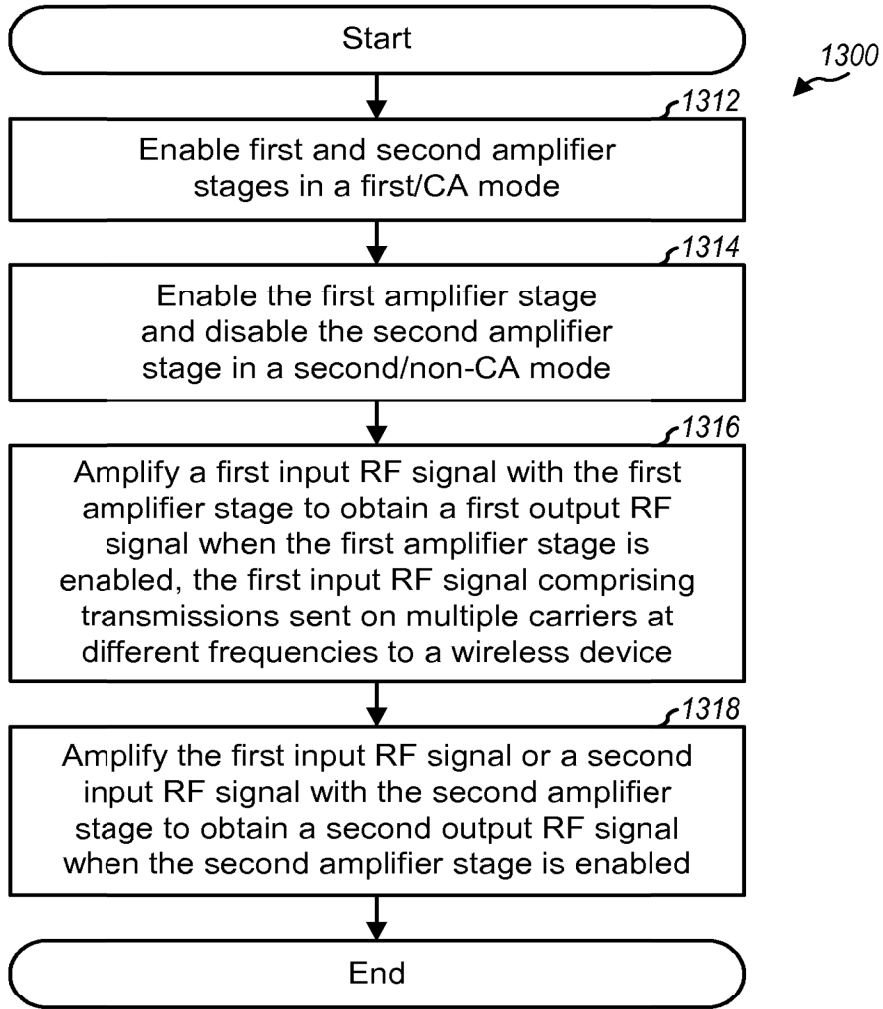 Start
1300
1312
Enable first and second amplifier
stages in a first/CA mode
1314
Enable the first amplifier stage
and disable the second amplifier
stage in a second/non-CA mode
1316
Amplify a first input RF signal with the first
amplifier stage to obtain a first output RF
signal when the first amplifier stage is
enabled, the first input RF signal comprising
transmissions sent on multiple carriers at
different frequencies to a wireless device
1318
Amplify the first input RF signal or a second
input RF signal with the second amplifier
stage to obtain a second output RF signal
when the second amplifier stage is enabled
End